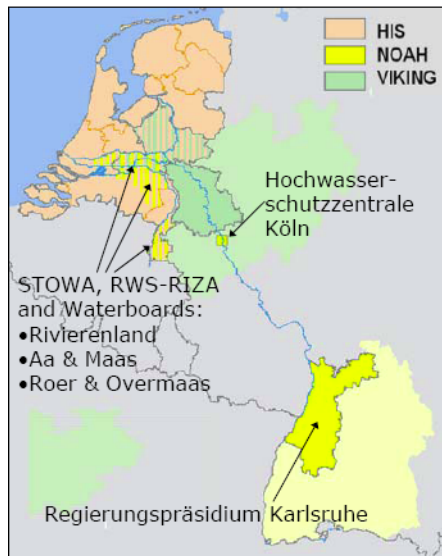 HIS
NOAH
VIKING
Hochwasser-
schutzzentrale
Köln
STOWA, RWS-RIZA
and Waterboards:
•Rivierenland
•Aa & Maas
•Roer & Overmaas
Regierungspräsidium Karlsruhe